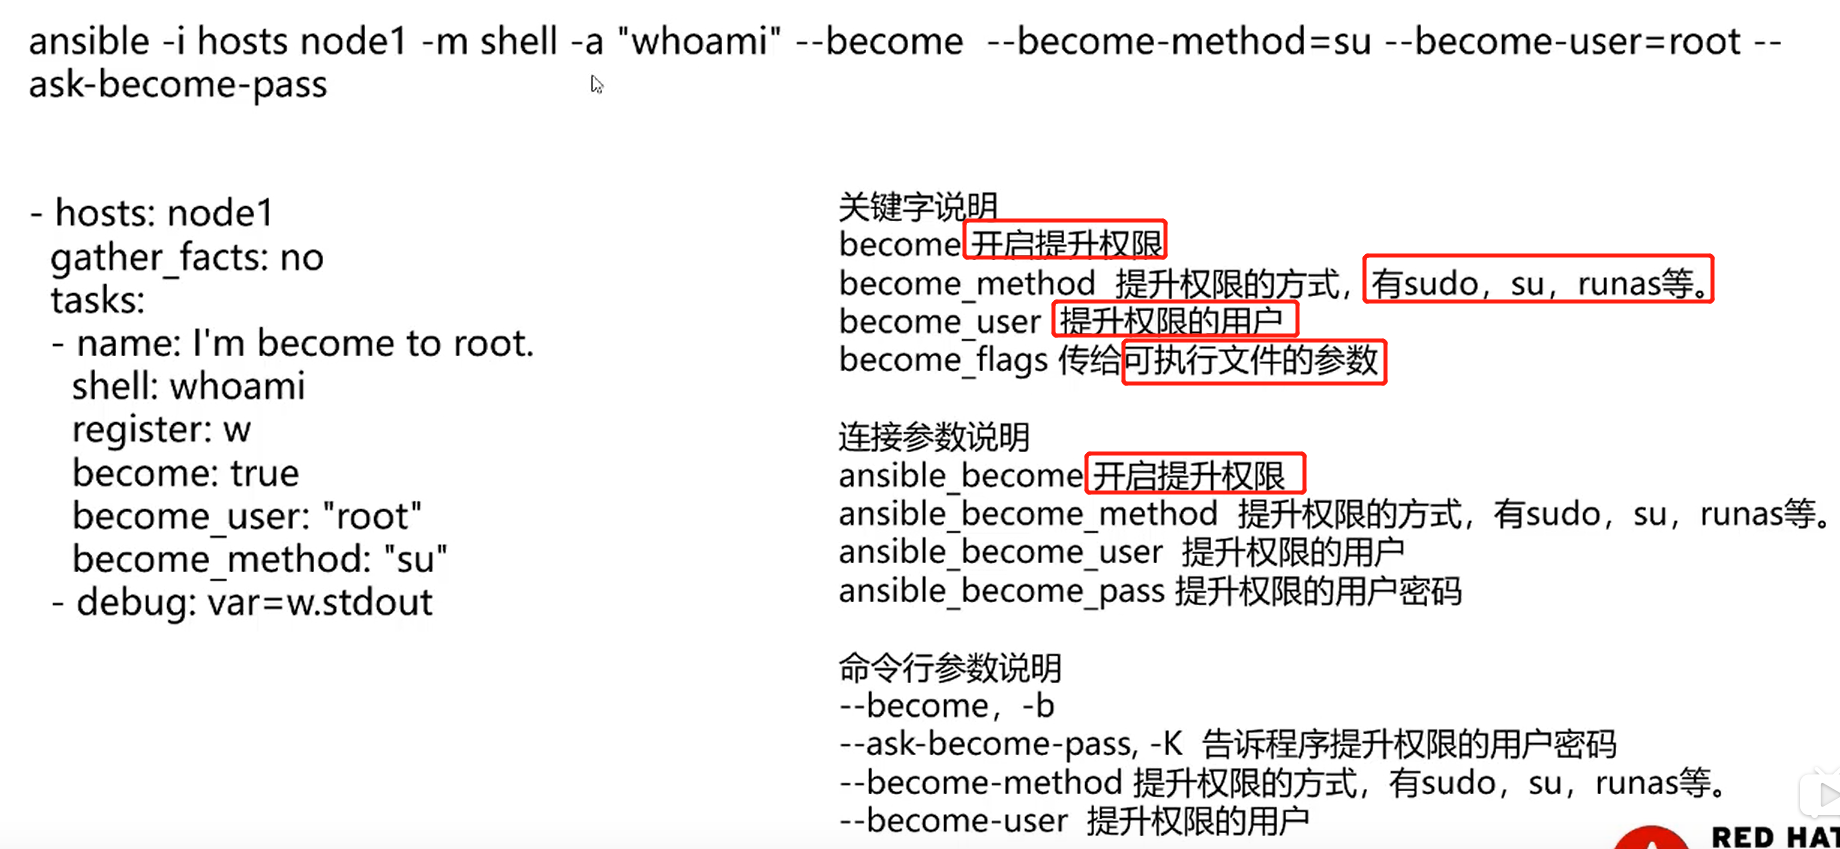 ansible -i hosts node1 -m shell -a "whoami" --become  --become-method=su --become-user=root --
ask-become-pass
- hosts: node1
gather_facts: no
tasks:
- name: I'm become to root.
shell: whoami
register: w
become: true
become_user: "root"
become_method: "su"
- debug: var=w.stdout
关键字说明
become 开启提升权限
become_method 提升权限的方式，有sudo，su，runas等。
become_user 提升权限的用户
become_flags 传给可执行文件的参数
连接参数说明
ansible_become 开启提升权限
ansible_become_method 提升权限的方式，有sudo，su，runas等。
ansible_become_user 提升权限的用户
ansible_become_pass 提升权限的用户密码
命令行参数说明
--become，-b
--ask-become-pass, -K 告诉程序提升权限的用户密码
--become-method 提升权限的方式，有sudo，su，runas等。
--become-user 提升权限的用户
RED HAT